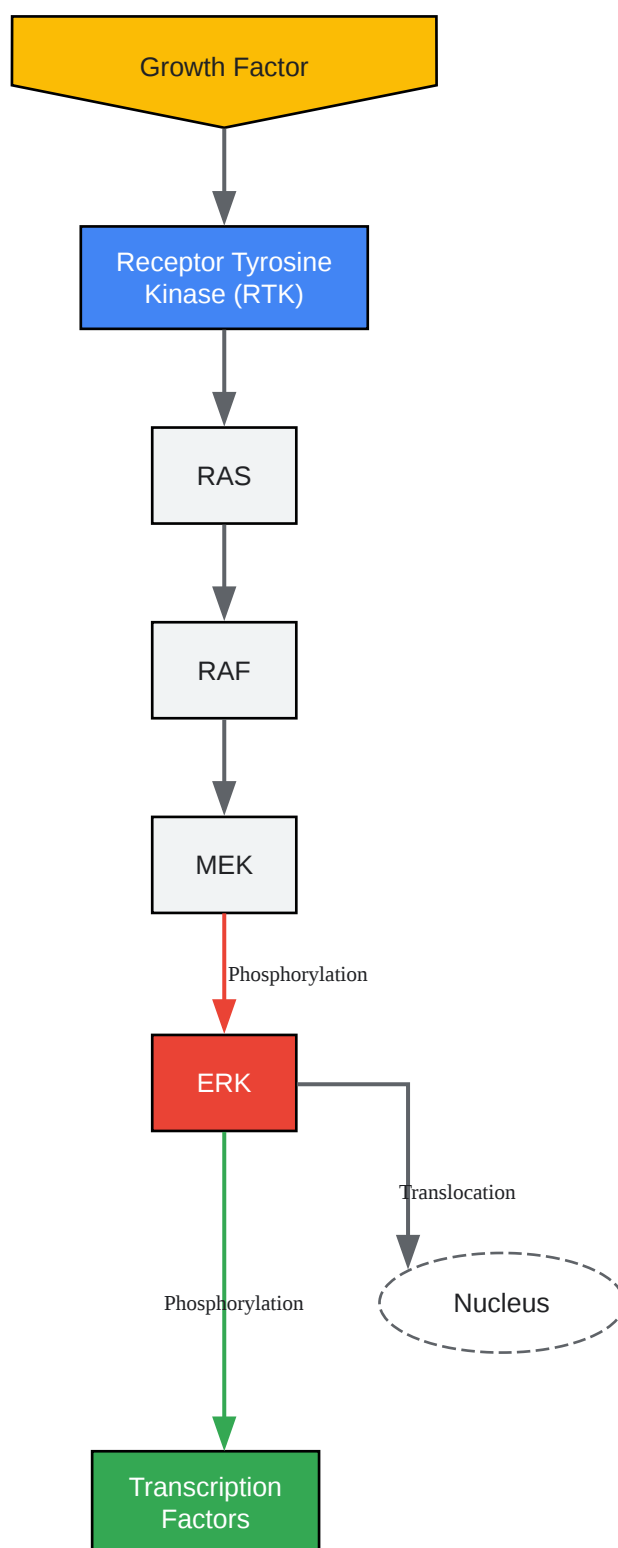 Growth Factor
Receptor Tyrosine
Kinase (RTK)
RAS
RAF
MEK
Phosphorylation
ERK
Translocation
Phosphorylation
Nucleus
Transcription
Factors